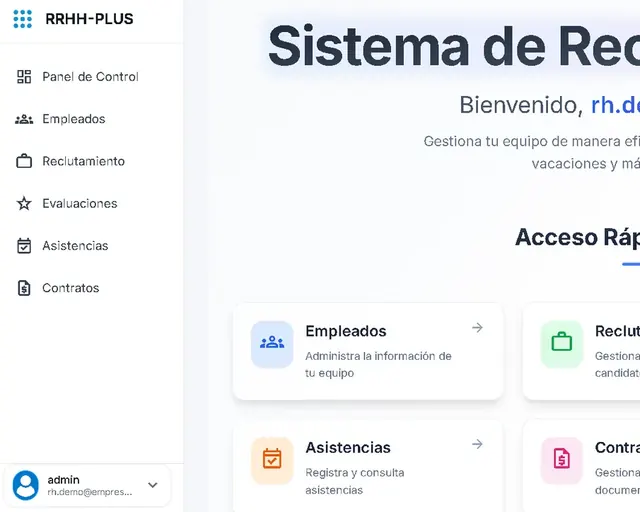 RRHH-PLUS
Panel de Control
Empleados
Reclutamiento
Evaluaciones
Asistencias
Contratos
admin
rh.demo@empres...
Sistema de Rec
Bienvenido, rh.de
Gestiona tu equipo de manera efi
vacaciones y má
Acceso Ráp
Empleados
Administra la información de
tu equipo
Reclut
Gestiona
candidato
Asistencias
Registra y consulta
asistencias
Contra
Gestiona
documen